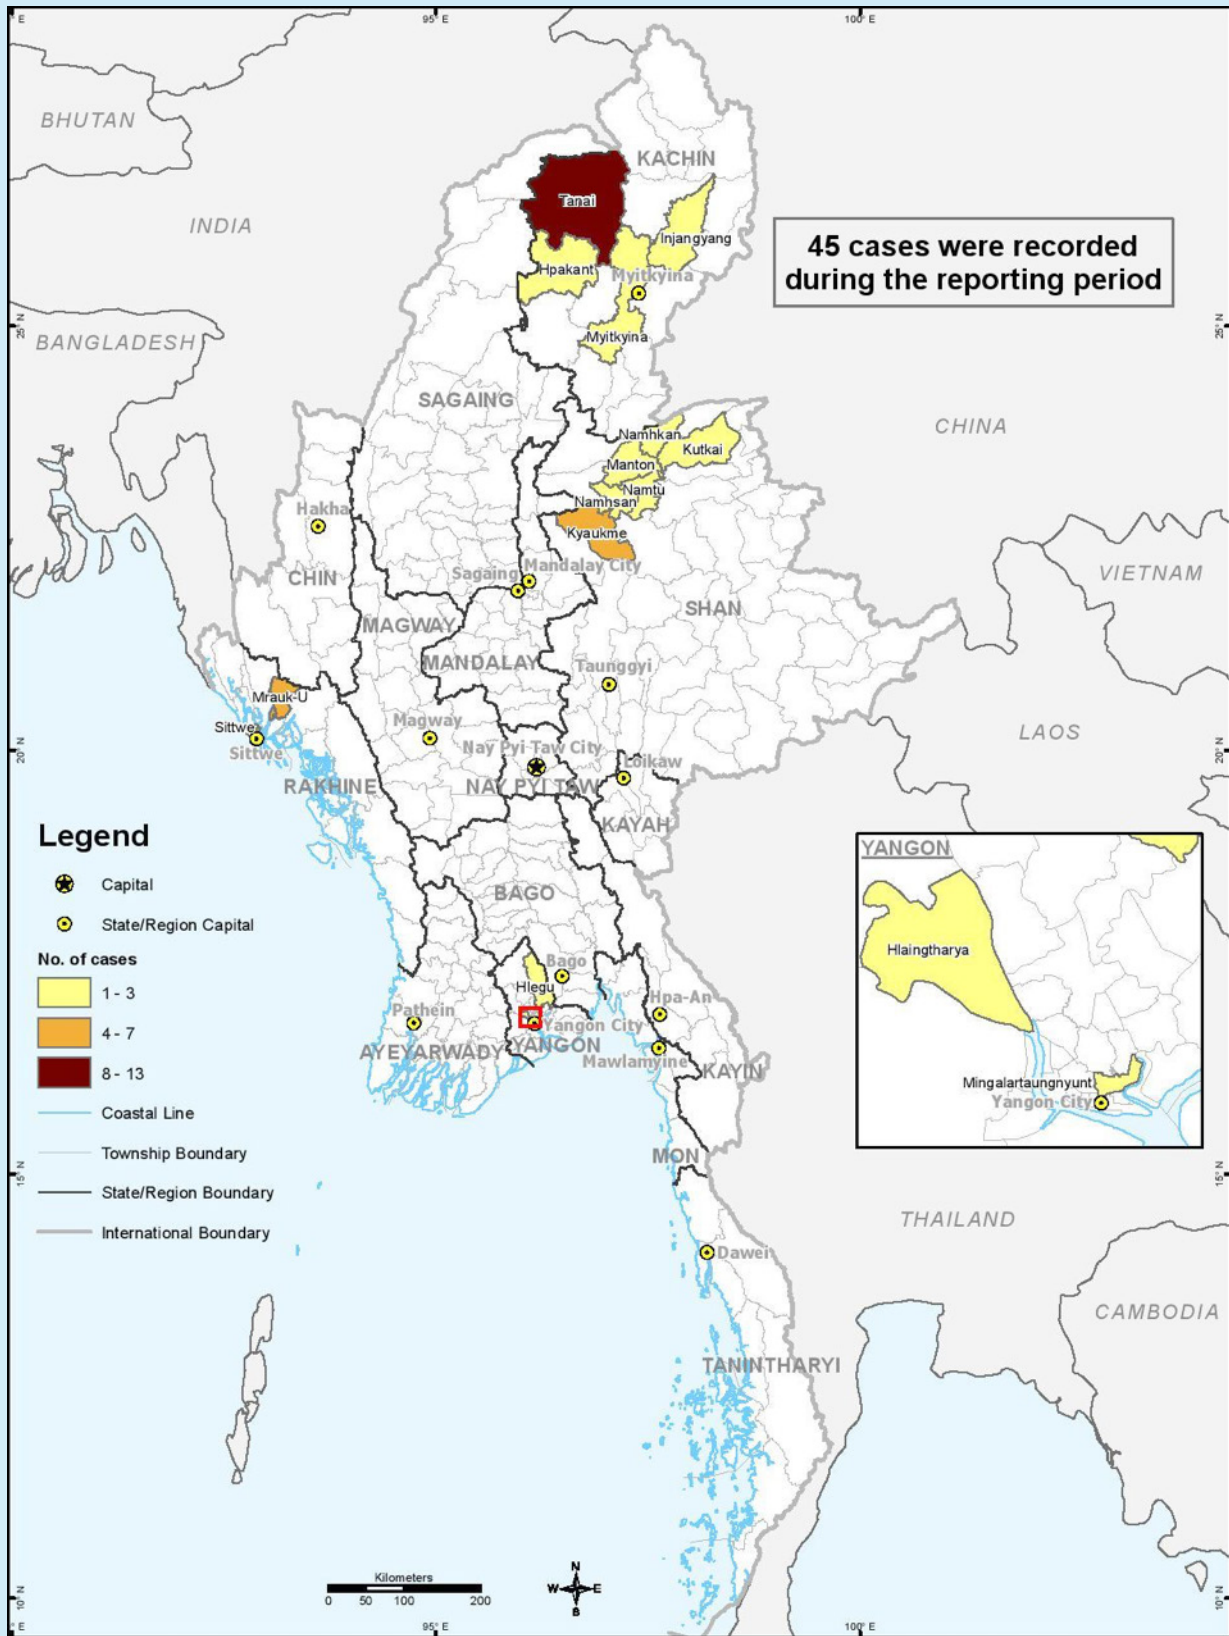 E
95° E
100° E
BHUTAN
KACHIN
Tanai
INDIA
Injangyang
45 cases were recorded
during the reporting period
Hpakant
Myitkyina
25° N
25° N
BANGLADESH
Myitkyina
SAGAING
CHINA
Namhkan
Kutkai
Manton
Namtu
Namhsan
Hakha
Kyaukme
Sagaing
Mandalay City
CHIN
VIETNAM
SHAN
MAGWAY
MANDALAY
Taunggyi
Mrauk-U
Sittwe
Magway
Sittwe
Nay Pyi Taw City
LAOS
20° N
20° N
Loikaw
RAKHINE
NAY PYI TAW
KAYAH
Legend
Capital
State/Region Capital
No. of cases
1 - 3
4 - 7
8 - 13
Coastal Line
Township Boundary
State/Region Boundary
International Boundary
YANGON
Hlaingtharya
Mingalartaungnyunt
Yangon City
BAGO
Bago
Hlegu
Hpa-An
Pathein
Yangon City
AYEYARWADY
YANGON
Mawlamyine
KAYIN
MON
15° N
15° N
THAILAND
Dawei
CAMBODIA
TANINTHARYI
Kilometers
0 50 100 200
N
W E
S
10° N
10° N
E
95° E
100° E